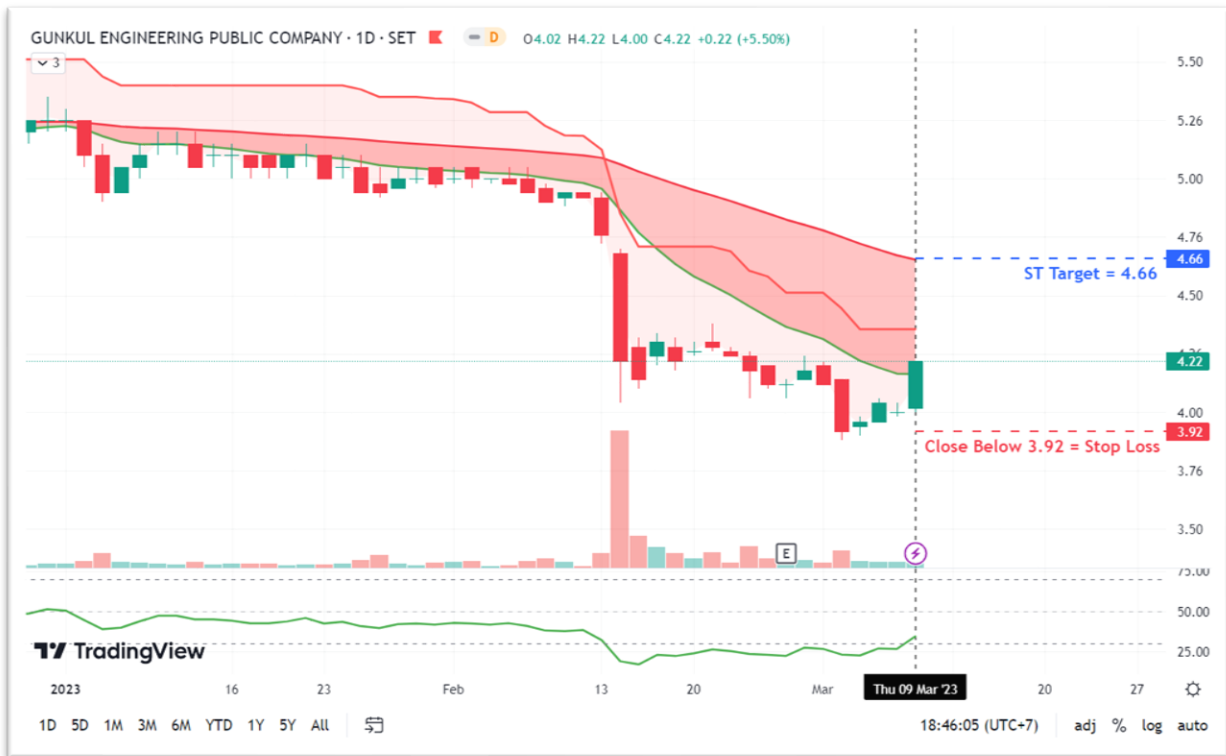 GUNKUL ENGINEERING PUBLIC COMPANY · 1D · SET D O4.02 H4.22 L4.00 C4.22 +0.22 (+5.50%)
3
5.50
5.26
5.00
4.76
4.66
ST Target = 4.66
4.50
4.22
4.00
3.92
Close Below 3.92 = Stop Loss
3.76
3.50
E
75.00
50.00
25.00
TradingView
2023 16 23 Feb 13 20 Mar Thu 09 Mar '23 20 27
1D 5D 1M 3M 6M YTD 1Y 5Y All 18:46:05 (UTC+7) adj % log auto